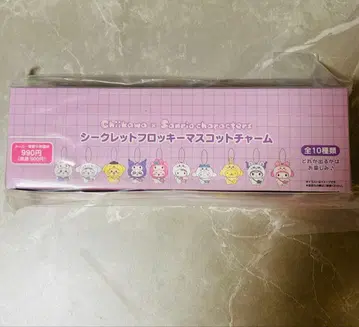 Chiikawa × Sanrio characters
シークレットフロッキーマスコットチャーム
990円
全10種類
どれが出るかは
お楽しみ♪